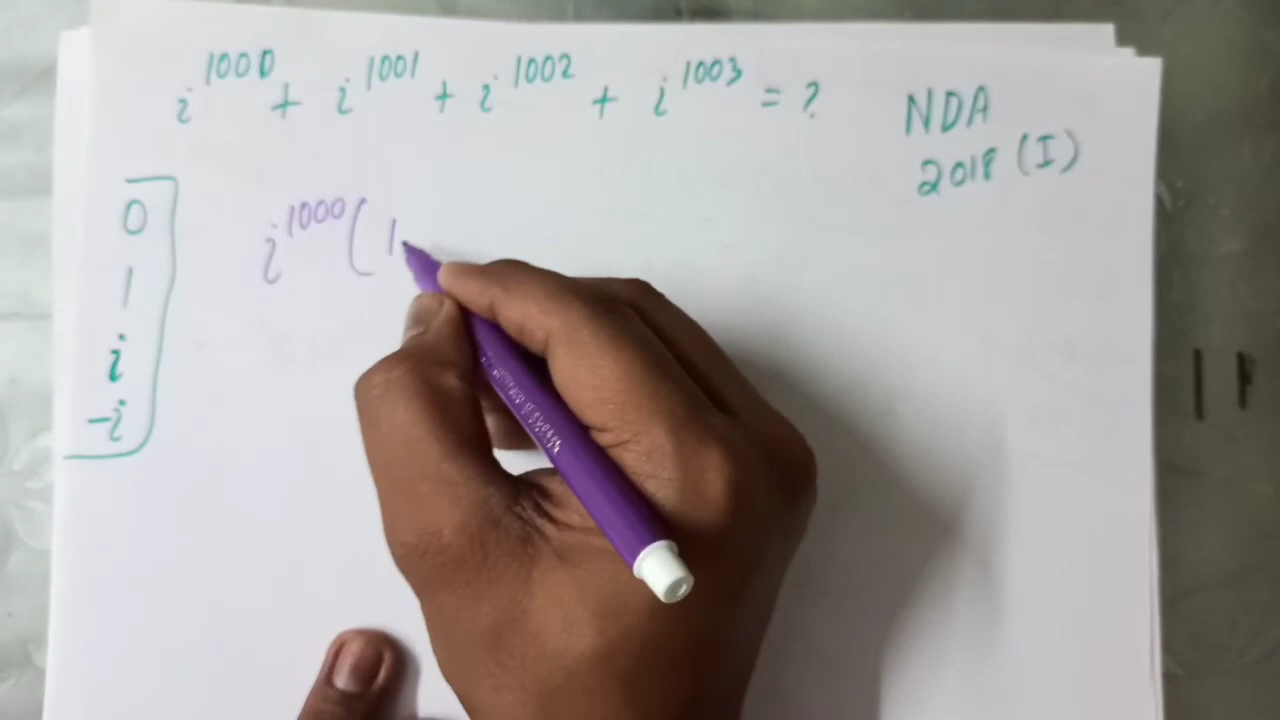 i^1000 + i^1001 + i^1002 + i^1003 = ?
NDA
2018 (I)
0
1
i
-i
i^1000 ( 1